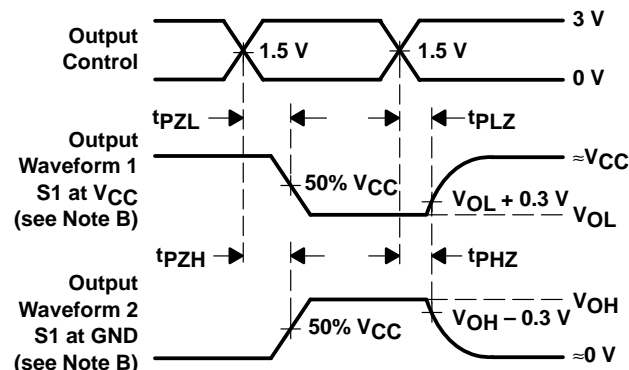 Output
Control
1.5 V
1.5 V
3 V
0 V
tPZL
tPLZ
Output
Waveform 1
S1 at VCC
(see Note B)
50% VCC
≈VCC
VOL + 0.3 V
VOL
tPZH
tPHZ
Output
Waveform 2
S1 at GND
(see Note B)
50% VCC
VOH
VOH – 0.3 V
≈0 V